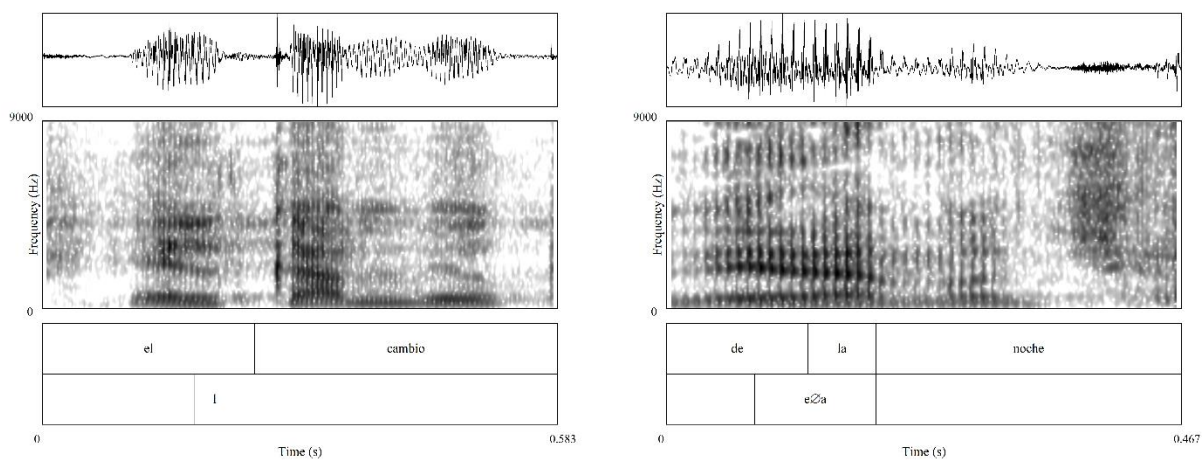 9000
Frequency (Hz)
0
el cambio
l
0 0.583
Time (s)
9000
Frequency (Hz)
0
de la noche
e∅a
0 0.467
Time (s)